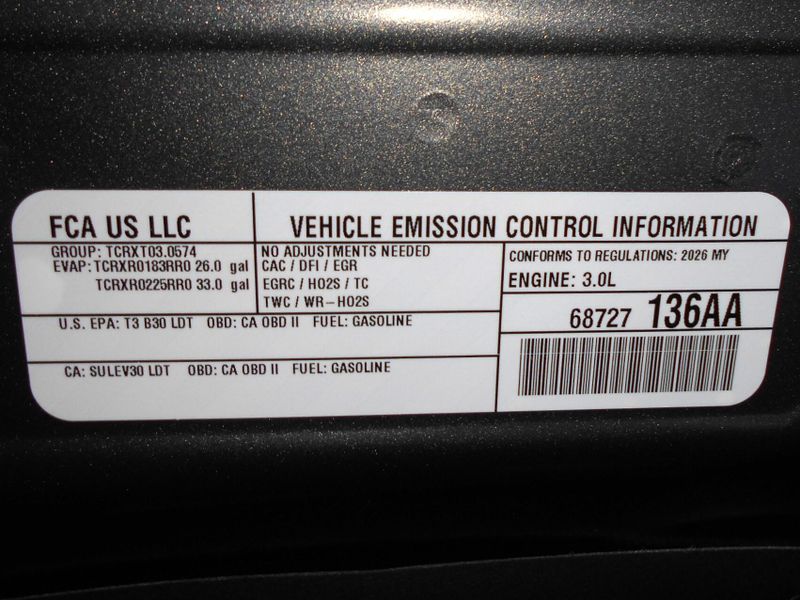 FCA US LLC
VEHICLE EMISSION CONTROL INFORMATION
GROUP: TCRXT03.0574
EVAP: TCRXR0183RR0 26.0 gal
TCRXR0225RR0 33.0 gal
NO ADJUSTMENTS NEEDED
CAC / DFI / EGR
EGRC / HO2S / TC
TWC / WR-HO2S
CONFORMS TO REGULATIONS: 2026 MY
ENGINE: 3.0L
68727 136AA
U.S. EPA: T3 B30 LDT OBD: CA OBD II FUEL: GASOLINE
CA: SULEV30 LDT OBD: CA OBD II FUEL: GASOLINE